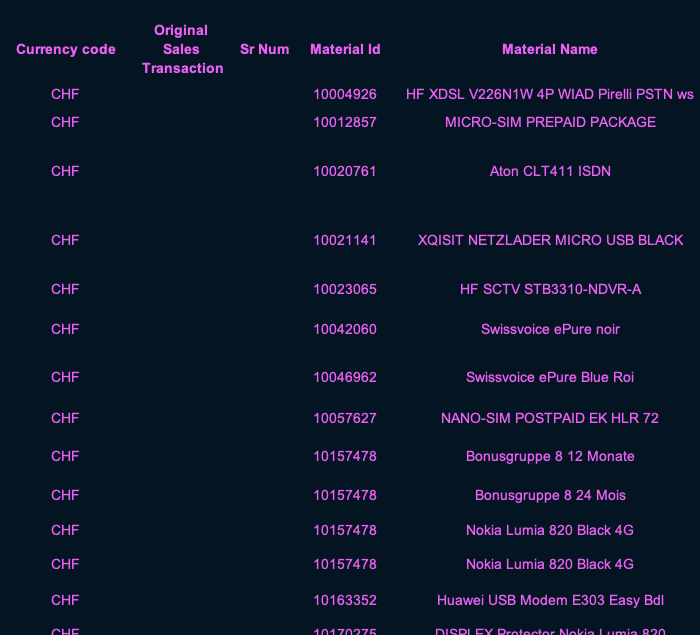 Currency code Original Sales Transaction Sr Num Material Id Material Name
CHF 10004926 HF XDSL V226N1W 4P WIAD Pirelli PSTN ws
CHF 10012857 MICRO-SIM PREPAID PACKAGE
CHF 10020761 Aton CLT411 ISDN
CHF 10021141 XQISIT NETZLADER MICRO USB BLACK
CHF 10023065 HF SCTV STB3310-NDVR-A
CHF 10042060 Swissvoice ePure noir
CHF 10046962 Swissvoice ePure Blue Roi
CHF 10057627 NANO-SIM POSTPAID EK HLR 72
CHF 10157478 Bonusgruppe 8 12 Monate
CHF 10157478 Bonusgruppe 8 24 Mois
CHF 10157478 Nokia Lumia 820 Black 4G
CHF 10157478 Nokia Lumia 820 Black 4G
CHF 10163352 Huawei USB Modem E303 Easy Bdl
CHF 10170275 DISPLEX Protector Nokia Lumia 820